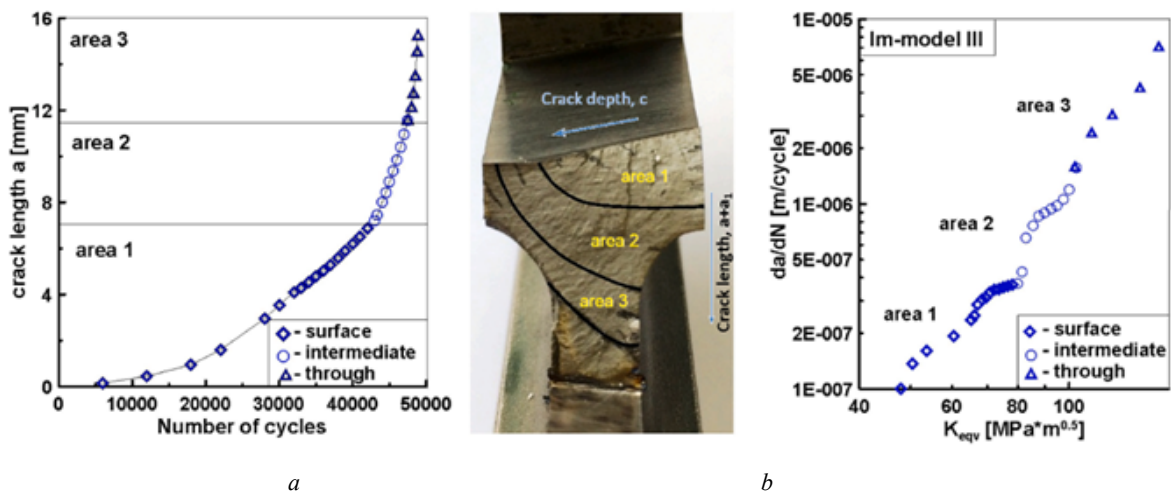 16
12
8
4
0
crack length a [mm]
area 3
area 2
area 1
◇ - surface
○ - intermediate
△ - through
0 10000 20000 30000 40000 50000
Number of cycles
a
Crack depth, c
area 1
area 2
area 3
Crack length, a+a₁
1E-005
5E-006
2E-006
1E-006
5E-007
2E-007
1E-007
da/dN [m/cycle]
Im-model III
area 3
area 2
area 1
◇ - surface
○ - intermediate
△ - through
40 60 80 100
Keqv [MPa*m0.5]
b